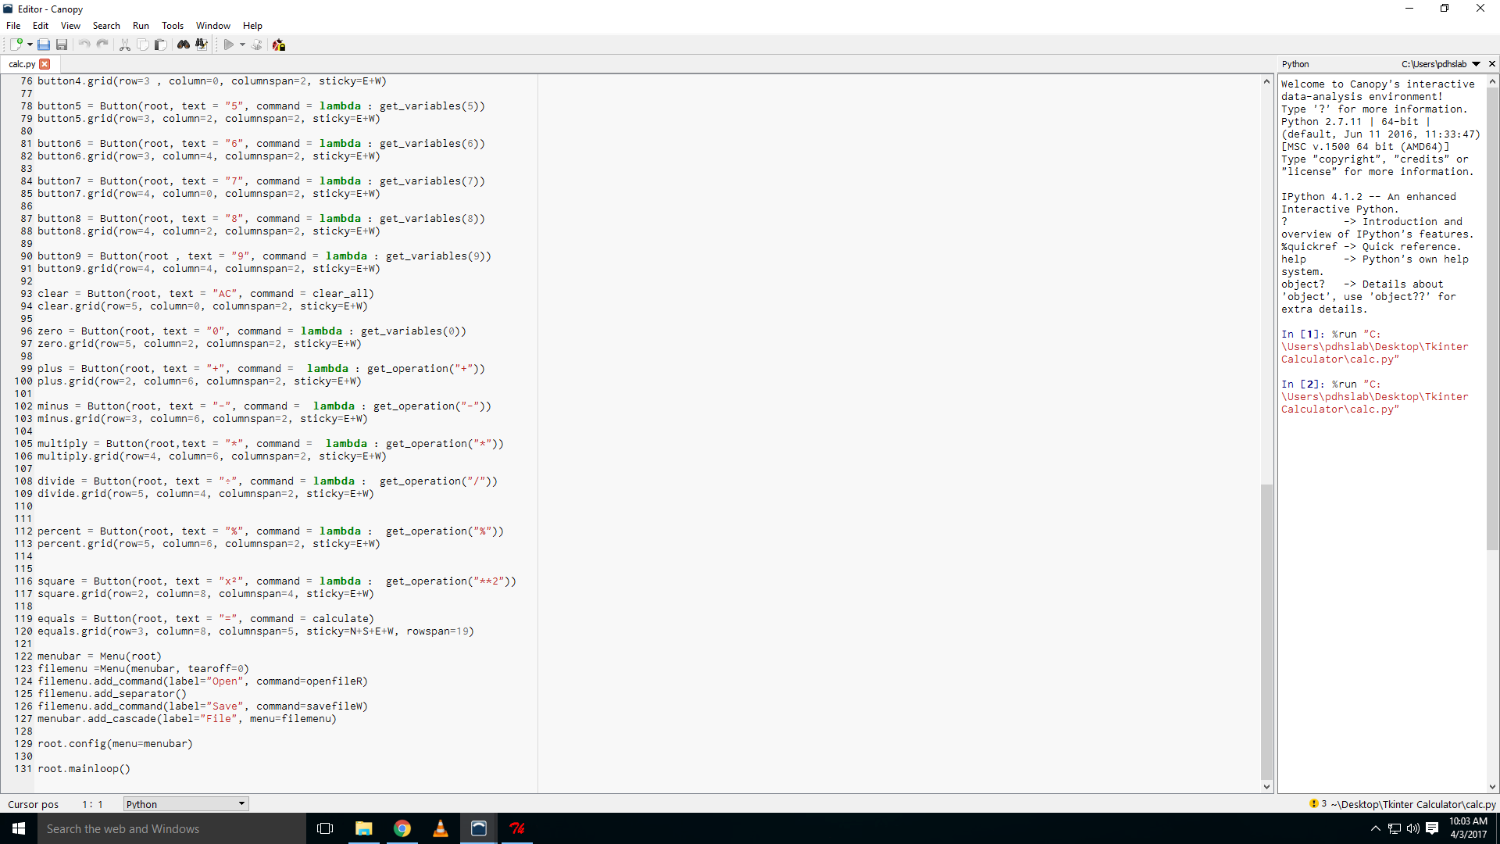 Editor - Canopy
File Edit View Search Run Tools Window Help
calc.py
76 button4.grid(row=3 , column=0, columnspan=2, sticky=E+W)
77
78 button5 = Button(root, text = "5", command = lambda : get_variables(5))
79 button5.grid(row=3, column=2, columnspan=2, sticky=E+W)
80
81 button6 = Button(root, text = "6", command = lambda : get_variables(6))
82 button6.grid(row=3, column=4, columnspan=2, sticky=E+W)
83
84 button7 = Button(root, text = "7", command = lambda : get_variables(7))
85 button7.grid(row=4, column=0, columnspan=2, sticky=E+W)
86
87 button8 = Button(root, text = "8", command = lambda : get_variables(8))
88 button8.grid(row=4, column=2, columnspan=2, sticky=E+W)
89
90 button9 = Button(root , text = "9", command = lambda : get_variables(9))
91 button9.grid(row=4, column=4, columnspan=2, sticky=E+W)
92
93 clear = Button(root, text = "AC", command = clear_all)
94 clear.grid(row=5, column=0, columnspan=2, sticky=E+W)
95
96 zero = Button(root, text = "0", command = lambda : get_variables(0))
97 zero.grid(row=5, column=2, columnspan=2, sticky=E+W)
98
99 plus = Button(root, text = "+", command =  lambda : get_operation("+"))
100 plus.grid(row=2, column=6, columnspan=2, sticky=E+W)
101
102 minus = Button(root, text = "-", command =  lambda : get_operation("-"))
103 minus.grid(row=3, column=6, columnspan=2, sticky=E+W)
104
105 multiply = Button(root,text = "*", command =  lambda : get_operation("*"))
106 multiply.grid(row=4, column=6, columnspan=2, sticky=E+W)
107
108 divide = Button(root, text = "÷", command = lambda :  get_operation("/"))
109 divide.grid(row=5, column=4, columnspan=2, sticky=E+W)
110
111
112 percent = Button(root, text = "%", command = lambda :  get_operation("%"))
113 percent.grid(row=5, column=6, columnspan=2, sticky=E+W)
114
115
116 square = Button(root, text = "x²", command = lambda :  get_operation("**2"))
117 square.grid(row=2, column=8, columnspan=4, sticky=E+W)
118
119 equals = Button(root, text = "=", command = calculate)
120 equals.grid(row=3, column=8, columnspan=5, sticky=N+S+E+W, rowspan=19)
121
122 menubar = Menu(root)
123 filemenu =Menu(menubar, tearoff=0)
124 filemenu.add_command(label="Open", command=openfileR)
125 filemenu.add_separator()
126 filemenu.add_command(label="Save", command=savefileW)
127 menubar.add_cascade(label="File", menu=filemenu)
128
129 root.config(menu=menubar)
130
131 root.mainloop()
Python C:\Users\pdhslab
Welcome to Canopy's interactive
data-analysis environment!
Type '?' for more information.
Python 2.7.11 | 64-bit |
(default, Jun 11 2016, 11:33:47)
[MSC v.1500 64 bit (AMD64)]
Type "copyright", "credits" or
"license" for more information.
IPython 4.1.2 -- An enhanced
Interactive Python.
?         -> Introduction and
overview of IPython's features.
%quickref -> Quick reference.
help      -> Python's own help
system.
object?   -> Details about
'object', use 'object??' for
extra details.
In [1]: %run "C:
\Users\pdhslab\Desktop\Tkinter
Calculator\calc.py"
In [2]: %run "C:
\Users\pdhslab\Desktop\Tkinter
Calculator\calc.py"
Cursor pos 1 : 1 Python 3 ~\Desktop\Tkinter Calculator\calc.py
Search the web and Windows
10:03 AM
4/3/2017